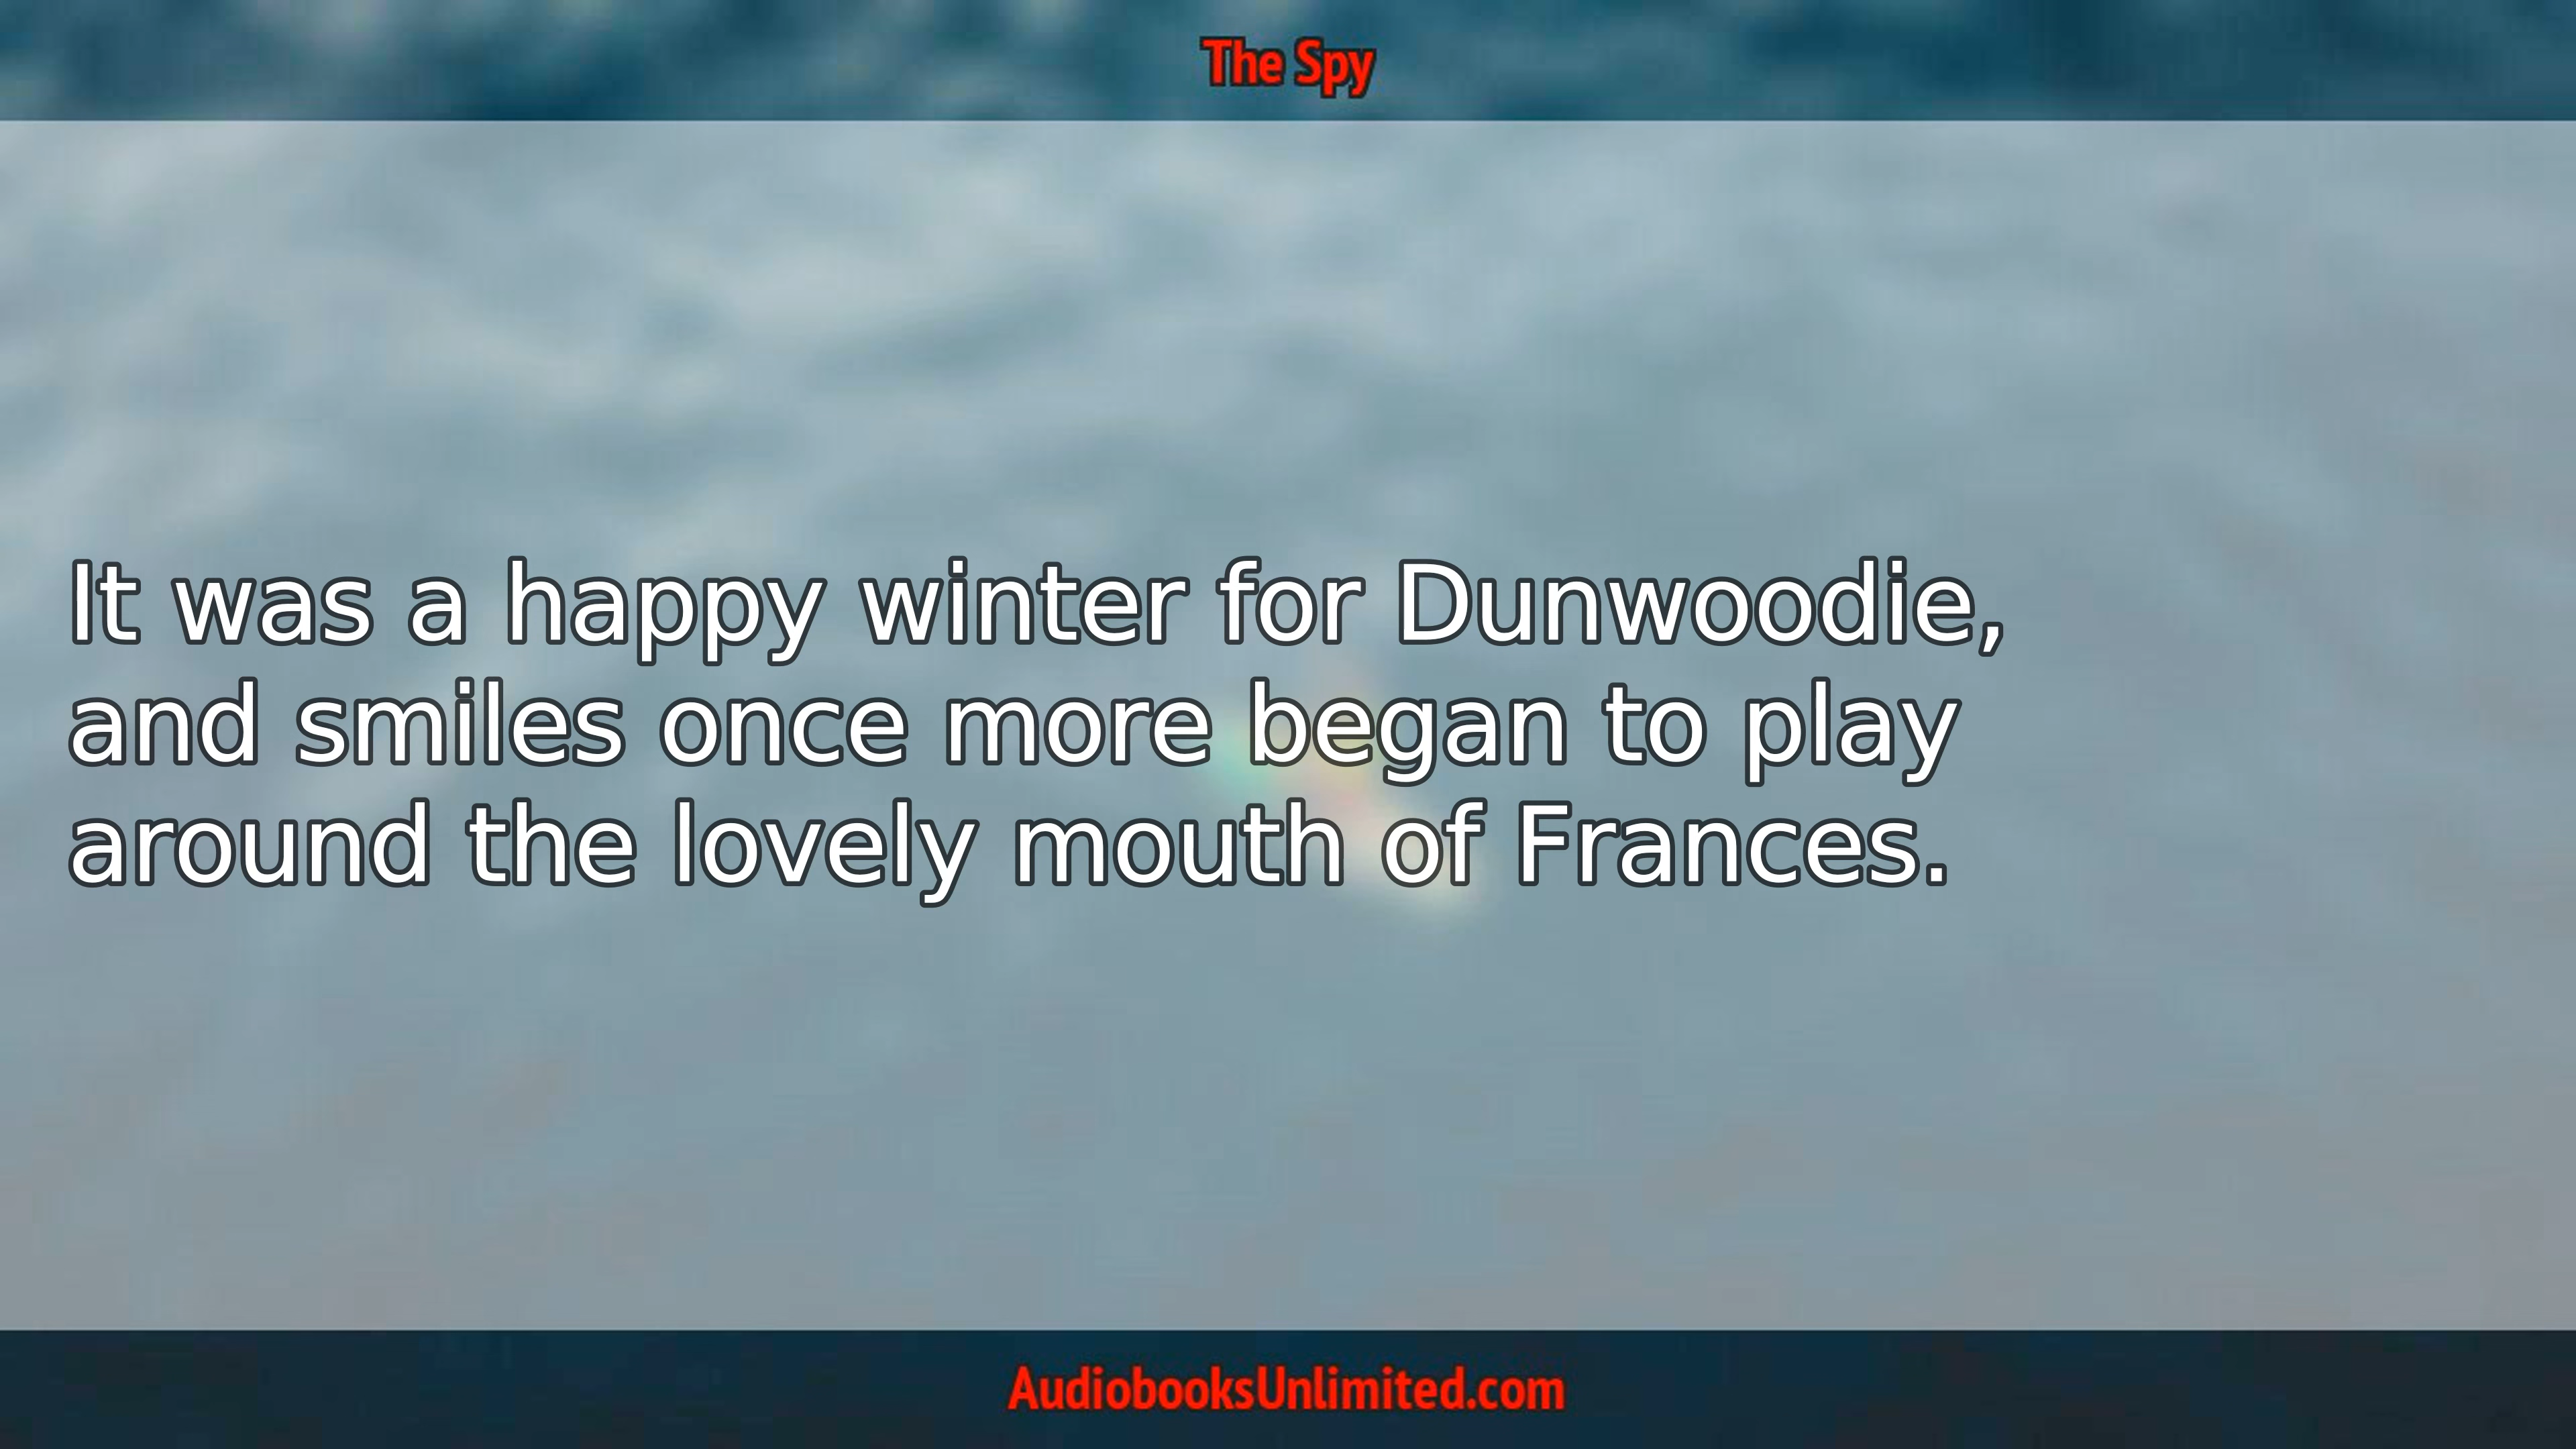 The Spy
It was a happy winter for Dunwoodie,
and smiles once more began to play
around the lovely mouth of Frances.
AudiobooksUnlimited.com